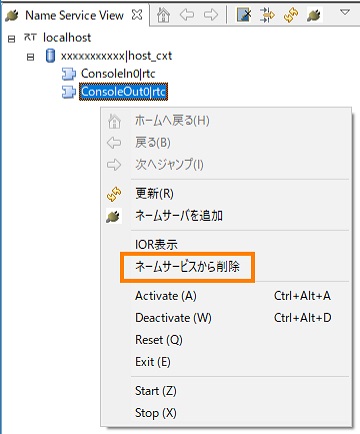 Name Service View
localhost
xxxxxxxxxxx|host_cxt
ConsoleIn0|rtc
ConsoleOut0|rtc
ホームへ戻る(H)
戻る(B)
次へジャンプ(I)
更新(R)
ネームサーバを追加
IOR表示
ネームサービスから削除
Activate (A) Ctrl+Alt+A
Deactivate (W) Ctrl+Alt+D
Reset (Q)
Exit (E)
Start (Z)
Stop (X)